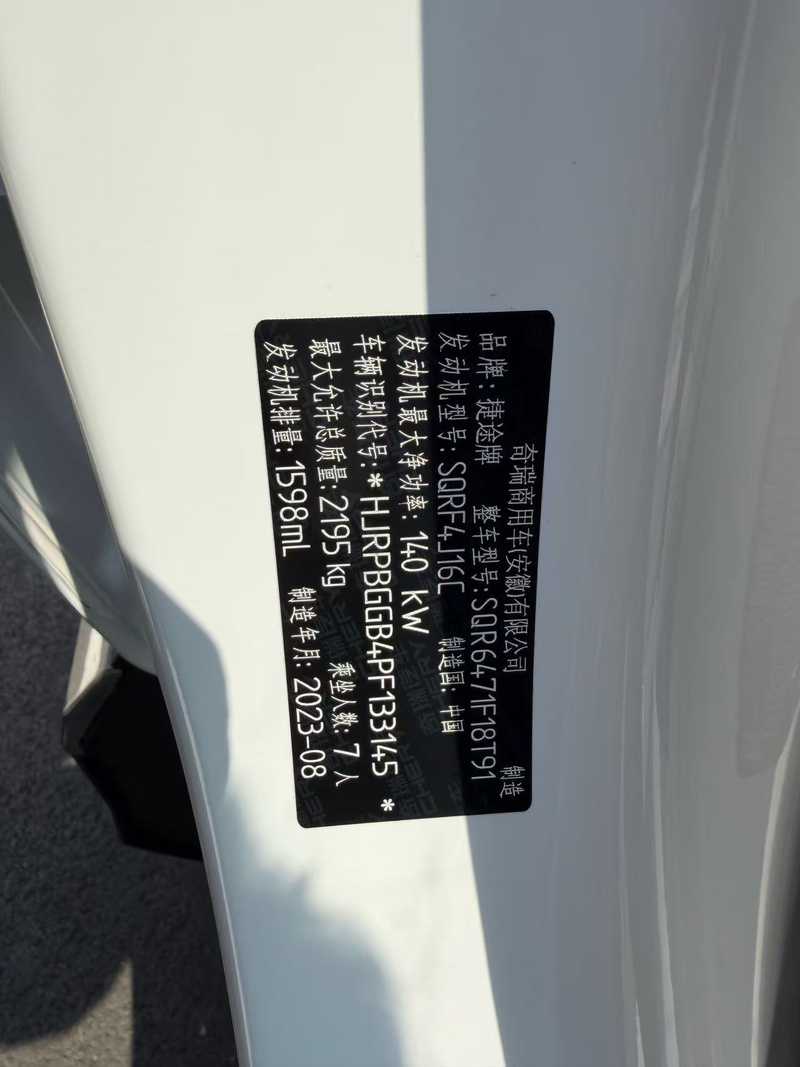 奇瑞商用车(安徽)有限公司 制造
品牌:捷途牌 整车型号:SQR6471F18T91
发动机型号:SQRF4J16C 制造国:中国
发动机最大净功率:140 kW
车辆识别代号:*HJRPBGGB4PF133145*
最大允许总质量:2195kg 乘坐人数:7人
发动机排量:1598mL 制造年月:2023-08